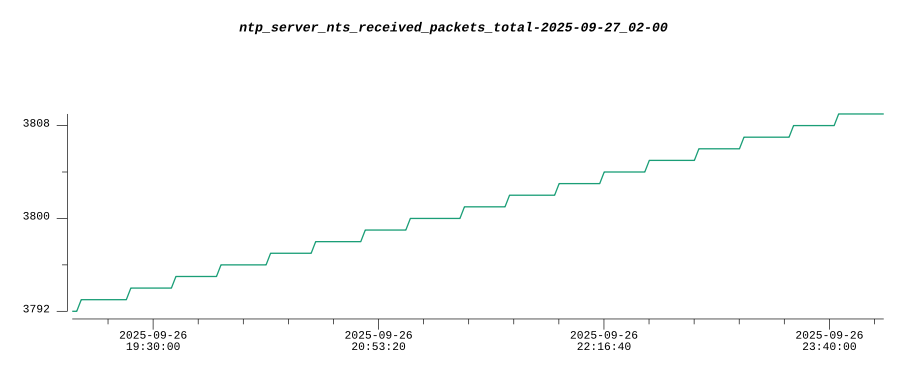 ntp_server_nts_received_packets_total-2025-09-27_02-00
3808
3800
3792
2025-09-26 2025-09-26 2025-09-26 2025-09-26
19:30:00 20:53:20 22:16:40 23:40:00